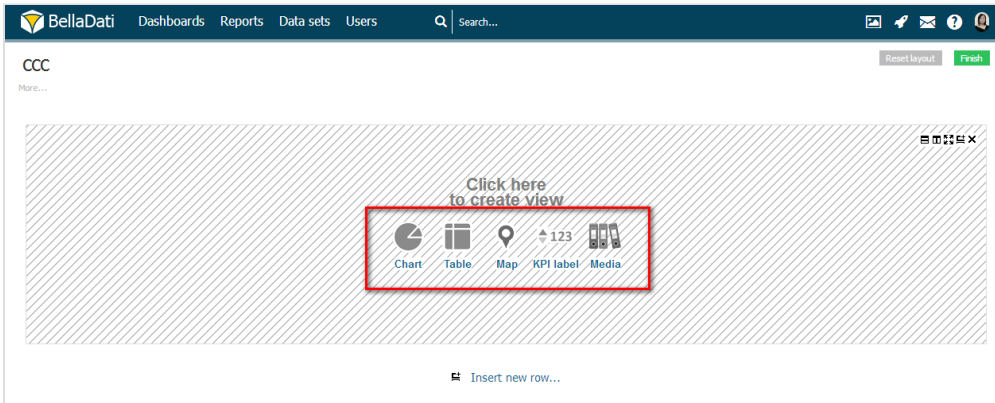 BellaDati Dashboards Reports Data sets Users Search...
CCC
Reset layout Finish
More...
Click here
to create view
123
Chart Table Map KPI label Media
Insert new row...